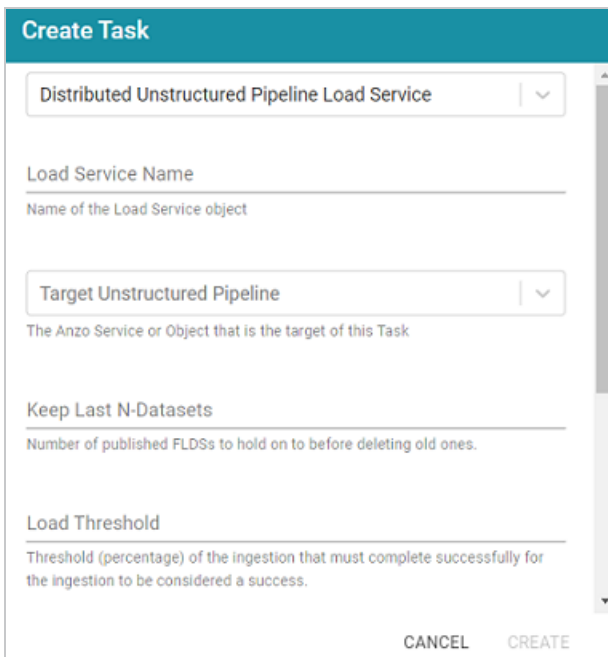 Create Task
Distributed Unstructured Pipeline Load Service
Load Service Name
Name of the Load Service object
Target Unstructured Pipeline
The Anzo Service or Object that is the target of this Task
Keep Last N-Datasets
Number of published FLDSs to hold on to before deleting old ones.
Load Threshold
Threshold (percentage) of the ingestion that must complete successfully for
the ingestion to be considered a success.
CANCEL CREATE